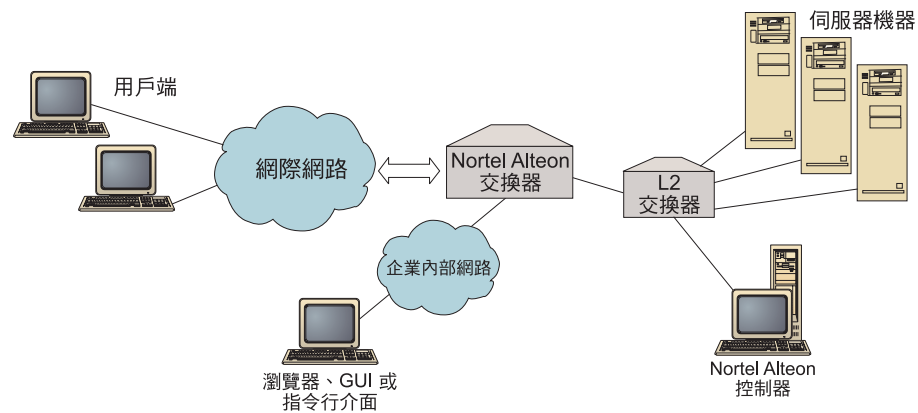 伺服器機器
用戶端
網際網路
Nortel Alteon
交換器
L2
交換器
企業內部網路
瀏覽器、GUI 或
指令行介面
Nortel Alteon
控制器